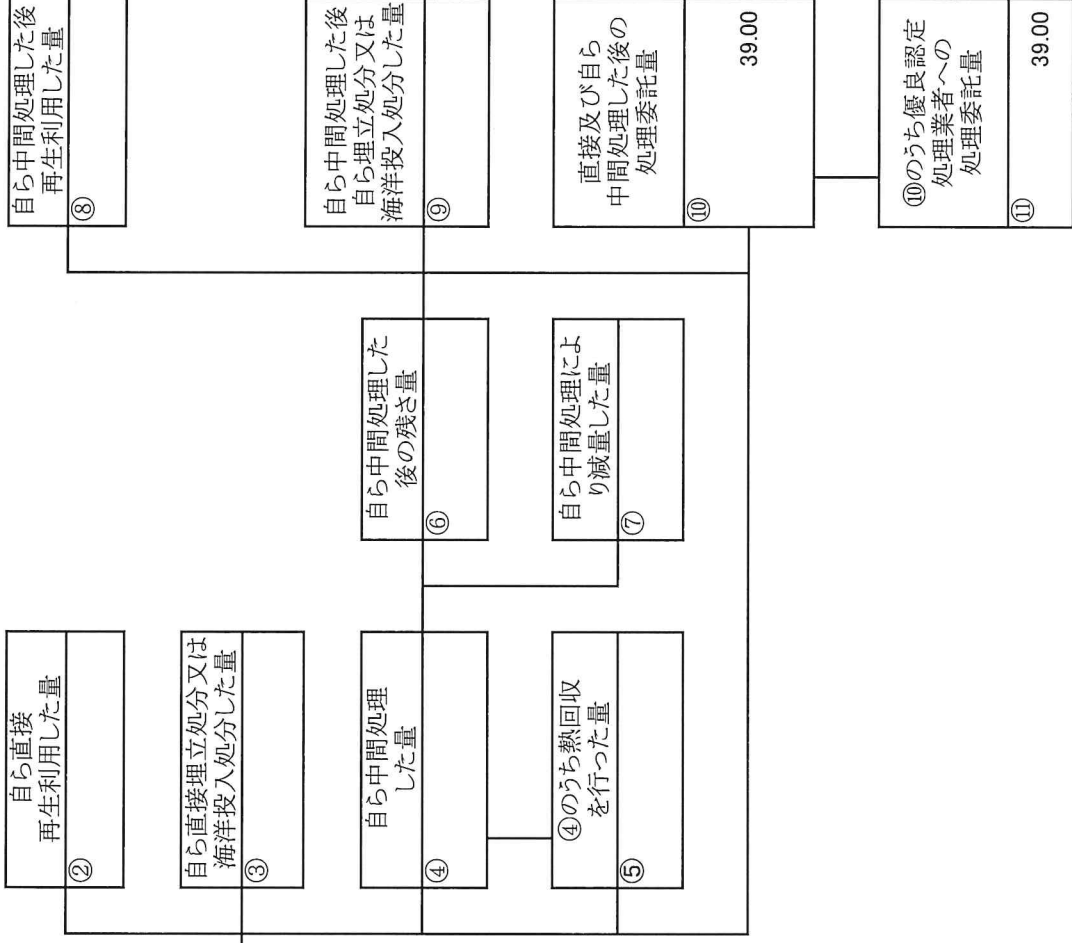 自ら直接
再生利用した量
②
自ら直接埋立処分又は
海洋投入処分した量
③
自ら中間処理
した量
④
④のうち熱回収
を行った量
⑤
自ら中間処理した
後の残さ量
⑥
自ら中間処理によ
り減量した量
⑦
自ら中間処理した後
再生利用した量
⑧
自ら中間処理した後
自ら埋立処分又は
海洋投入処分した量
⑨
直接及び自ら
中間処理した後の
処理委託量
⑩
39.00
⑩のうち優良認定
処理業者への
処理委託量
⑪
39.00